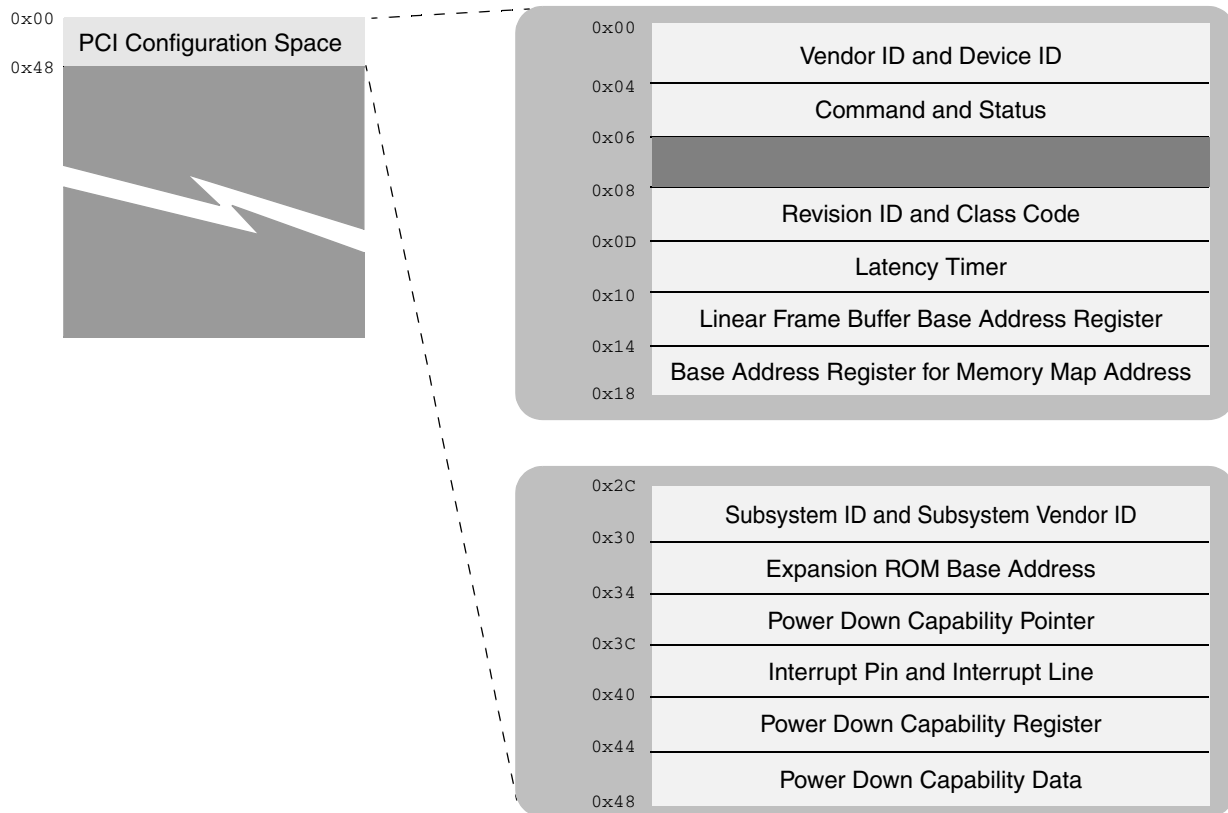 0x00
PCI Configuration Space
0x48
0x00
Vendor ID and Device ID
0x04
Command and Status
0x06
0x08
Revision ID and Class Code
0x0D
Latency Timer
0x10
Linear Frame Buffer Base Address Register
0x14
Base Address Register for Memory Map Address
0x18
0x2C
Subsystem ID and Subsystem Vendor ID
0x30
Expansion ROM Base Address
0x34
Power Down Capability Pointer
0x3C
Interrupt Pin and Interrupt Line
0x40
Power Down Capability Register
0x44
Power Down Capability Data
0x48